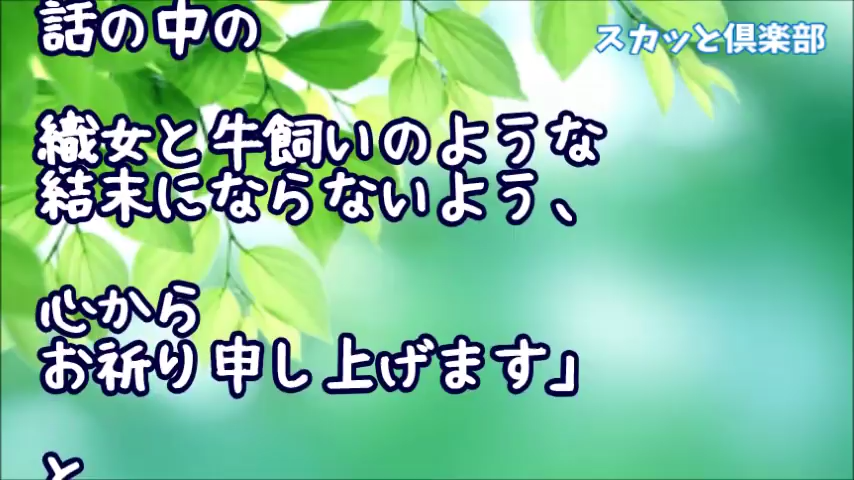 スカッと倶楽部
話の中の
織女と牛飼いのような
結末にならないよう、
心から
お祈り申し上げます」
と